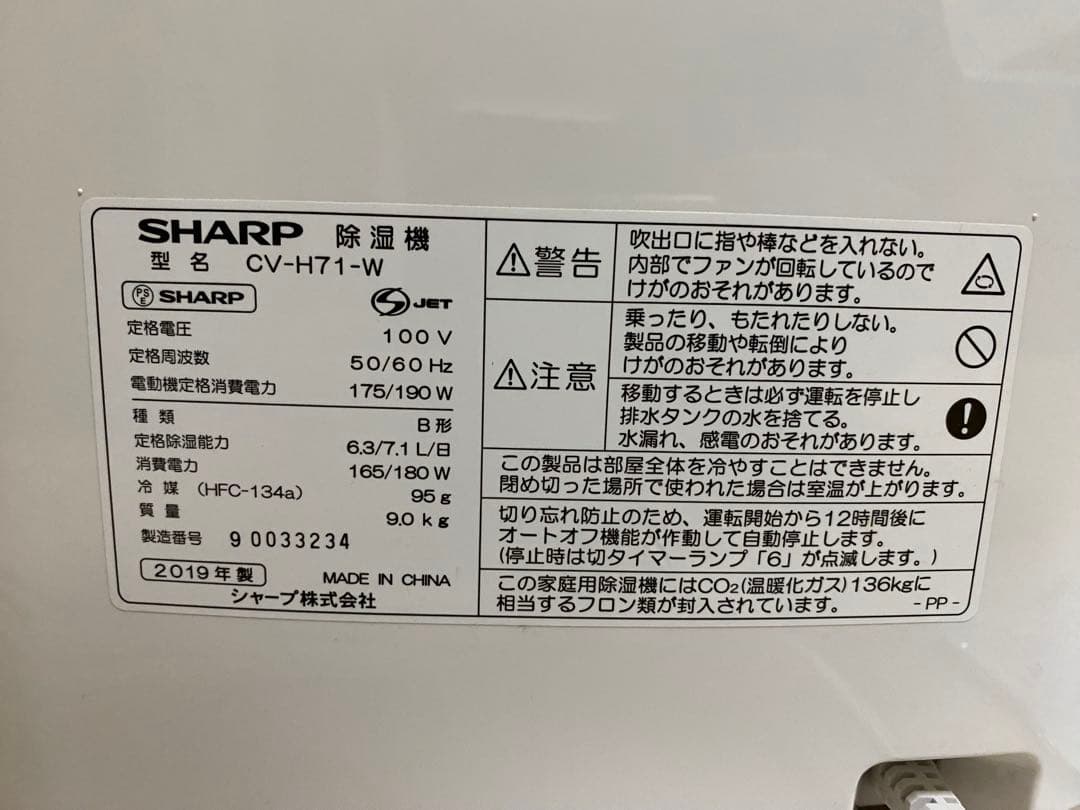 SHARP 除湿機
型名 CV-H71-W
PS E SHARP
S JET
定格電圧 100 V
定格周波数 50/60 Hz
電動機定格消費電力 175/190 W
種類 B形
定格除湿能力 6.3/7.1 L/日
消費電力 165/180 W
冷媒 (HFC-134a) 95 g
質量 9.0 kg
製造番号 9 0033234
2019年製 MADE IN CHINA
シャープ株式会社
⚠警告
吹出口に指や棒などを入れない。
内部でファンが回転しているので
けがのおそれがあります。
⚠注意
乗ったり、もたれたりしない。
製品の移動や転倒により
けがのおそれがあります。
移動するときは必ず運転を停止し
排水タンクの水を捨てる。
水漏れ、感電のおそれがあります。
この製品は部屋全体を冷やすことはできません。
閉め切った場所で使われた場合は室温が上がります。
切り忘れ防止のため、運転開始から12時間後に
オートオフ機能が作動して自動停止します。
(停止時は切タイマーランプ「6」が点滅します。)
この家庭用除湿機にはCO₂(温暖化ガス)136kgに
相当するフロン類が封入されています。 -PP-